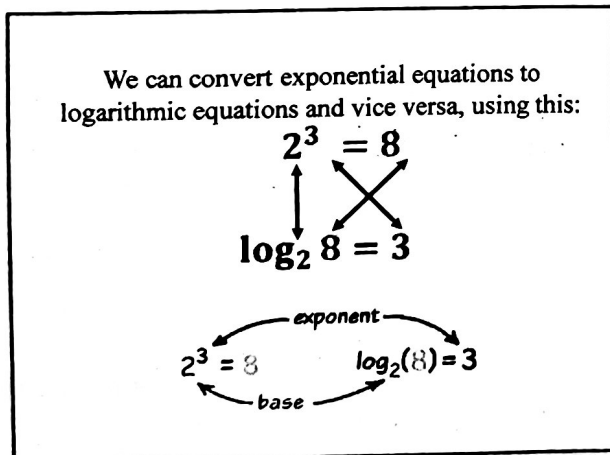 We can convert exponential equations to
logarithmic equations and vice versa, using this:
2³ = 8
log₂ 8 = 3
exponent
2³ = 8 log₂(8) = 3
base